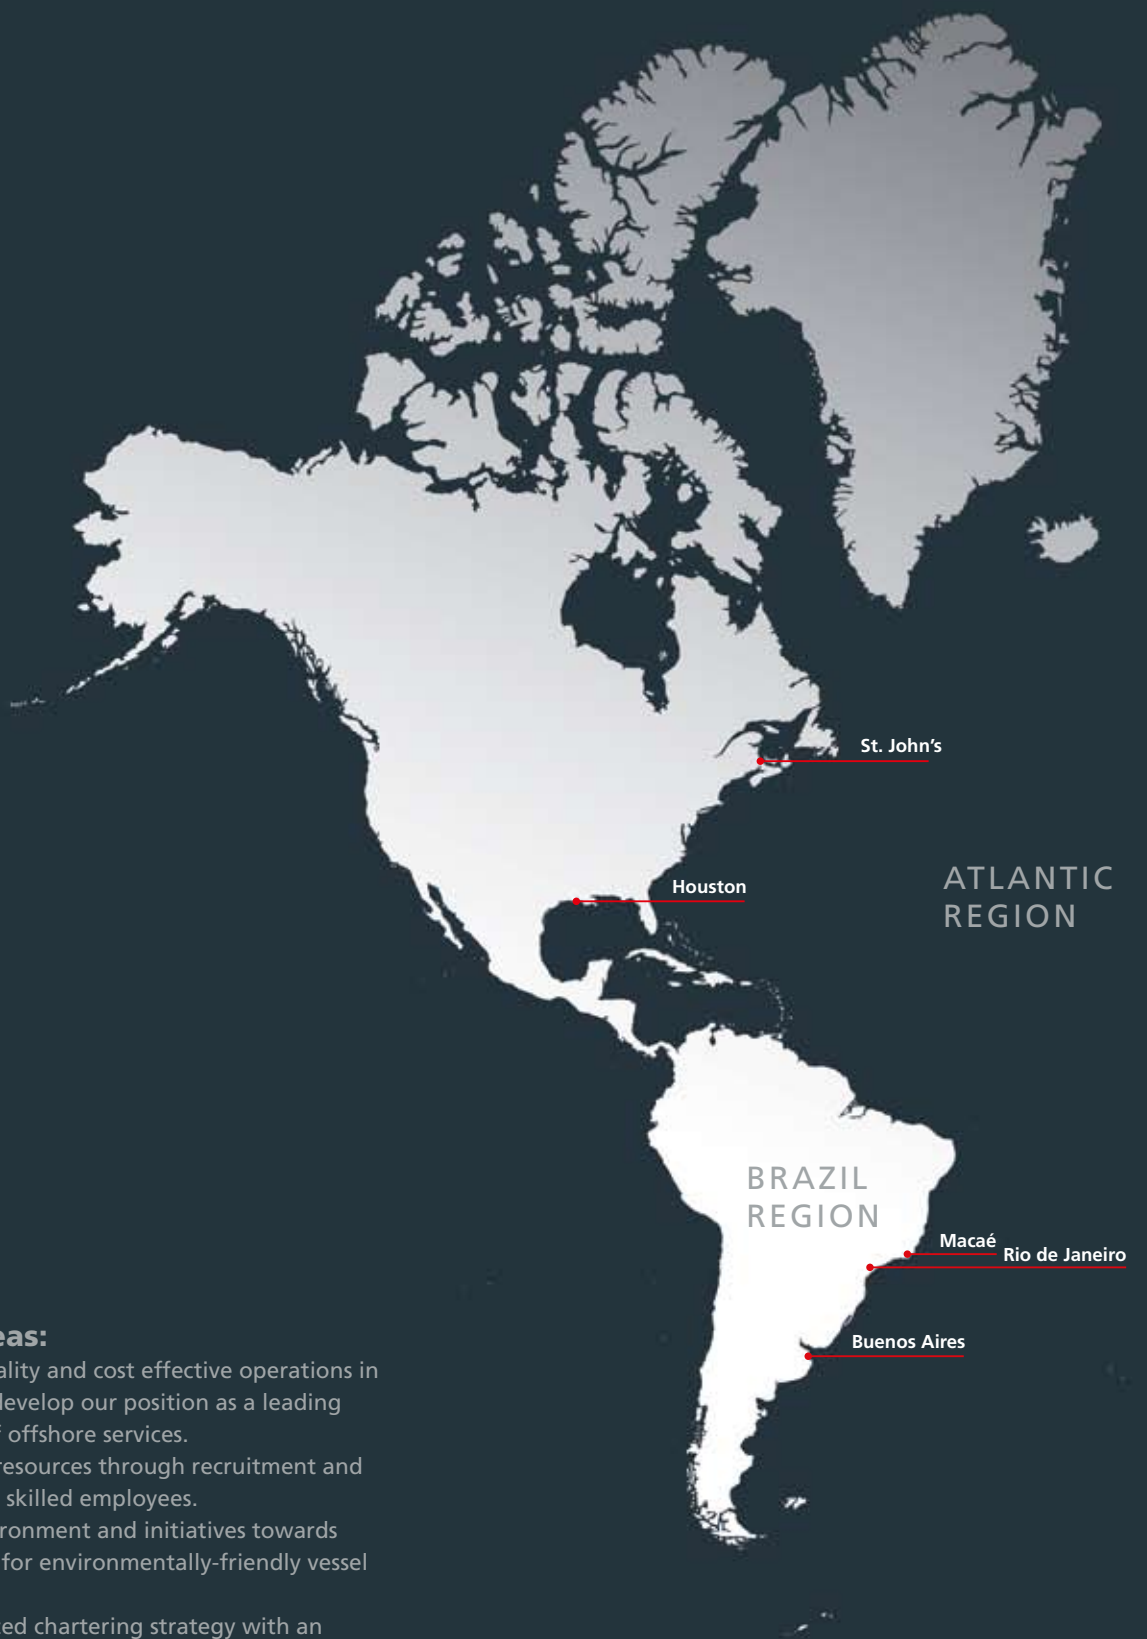 St. John's
Houston
ATLANTIC
REGION
BRAZIL
REGION
Macaé
Rio de Janeiro
Buenos Aires
eas:
ality and cost effective operations in
develop our position as a leading
f offshore services.
resources through recruitment and
skilled employees.
ronment and initiatives towards
for environmentally-friendly vessel
ted chartering strategy with an